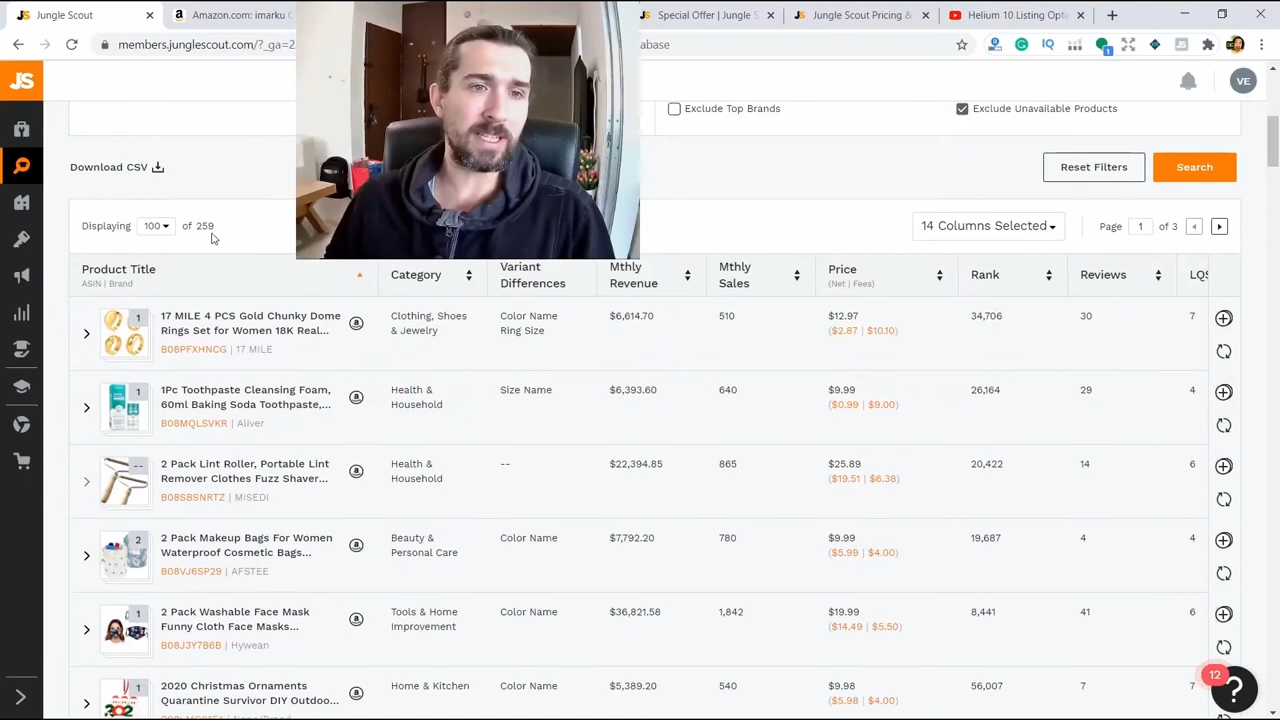 Jungle Scout
Amazon.com: imarku C
Special Offer | Jungle S
Jungle Scout Pricing &
Helium 10 Listing Opti
members.junglescout.com/?_ga=2
abase
1
JS
VE
Exclude Top Brands
Exclude Unavailable Products
Download CSV
Reset Filters
Search
Displaying 100 of 259
14 Columns Selected
Page 1 of 3
Product Title
ASIN | Brand
Category
Variant
Differences
Mthly
Revenue
Mthly
Sales
Price
(Net | Fees)
Rank
Reviews
LQS
1
17 MILE 4 PCS Gold Chunky Dome
Rings Set for Women 18K Real...
B08PFXHNCG | 17 MILE
Clothing, Shoes
& Jewelry
Color Name
Ring Size
$6,614.70
510
$12.97
($2.87 | $10.10)
34,706
30
7
1
1Pc Toothpaste Cleansing Foam,
60ml Baking Soda Toothpaste,...
B08MQLSVKR | Aliver
Health &
Household
Size Name
$6,393.60
640
$9.99
($0.99 | $9.00)
26,164
29
4
--
2 Pack Lint Roller, Portable Lint
Remover Clothes Fuzz Shaver...
B08SBSNRTZ | MISEDI
Health &
Household
--
$22,394.85
865
$25.89
($19.51 | $6.38)
20,422
14
6
2
2 Pack Makeup Bags For Women
Waterproof Cosmetic Bags...
B08VJ6SP29 | AFSTEE
Beauty &
Personal Care
Color Name
$7,792.20
780
$9.99
($5.99 | $4.00)
19,687
4
4
1
2 Pack Washable Face Mask
Funny Cloth Face Masks...
B08J3Y7B6B | Hywean
Tools & Home
Improvement
Color Name
$36,821.58
1,842
$19.99
($14.49 | $5.50)
8,441
41
6
1
2020 Christmas Ornaments
Quarantine Survivor DIY Outdoo...
Home & Kitchen
Color Name
$5,389.20
540
$9.98
($5.98 | $4.00)
56,007
7
7
12
?